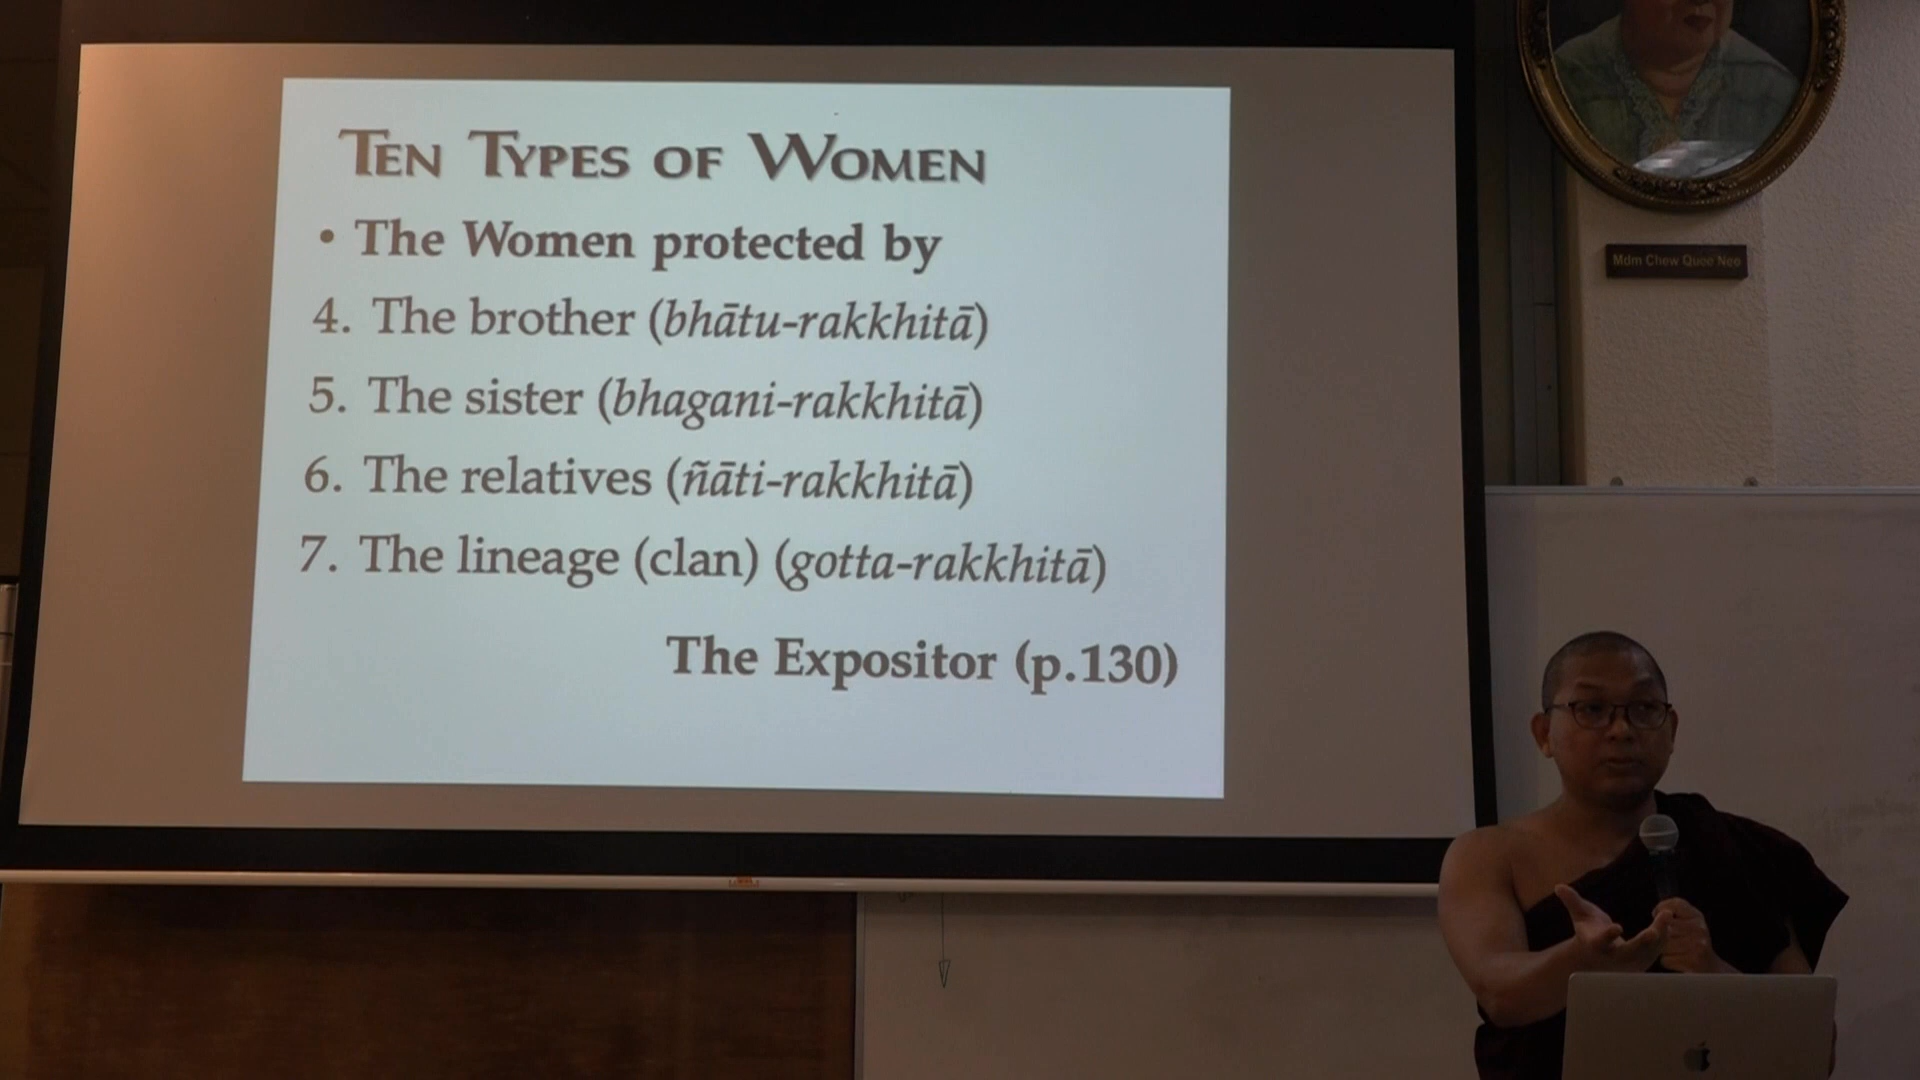 Ten Types of Women
• The Women protected by
4. The brother (bhātu-rakkhitā)
5. The sister (bhagani-rakkhitā)
6. The relatives (ñāti-rakkhitā)
7. The lineage (clan) (gotta-rakkhitā)
The Expositor (p.130)
Mdm Chew Quee Neo